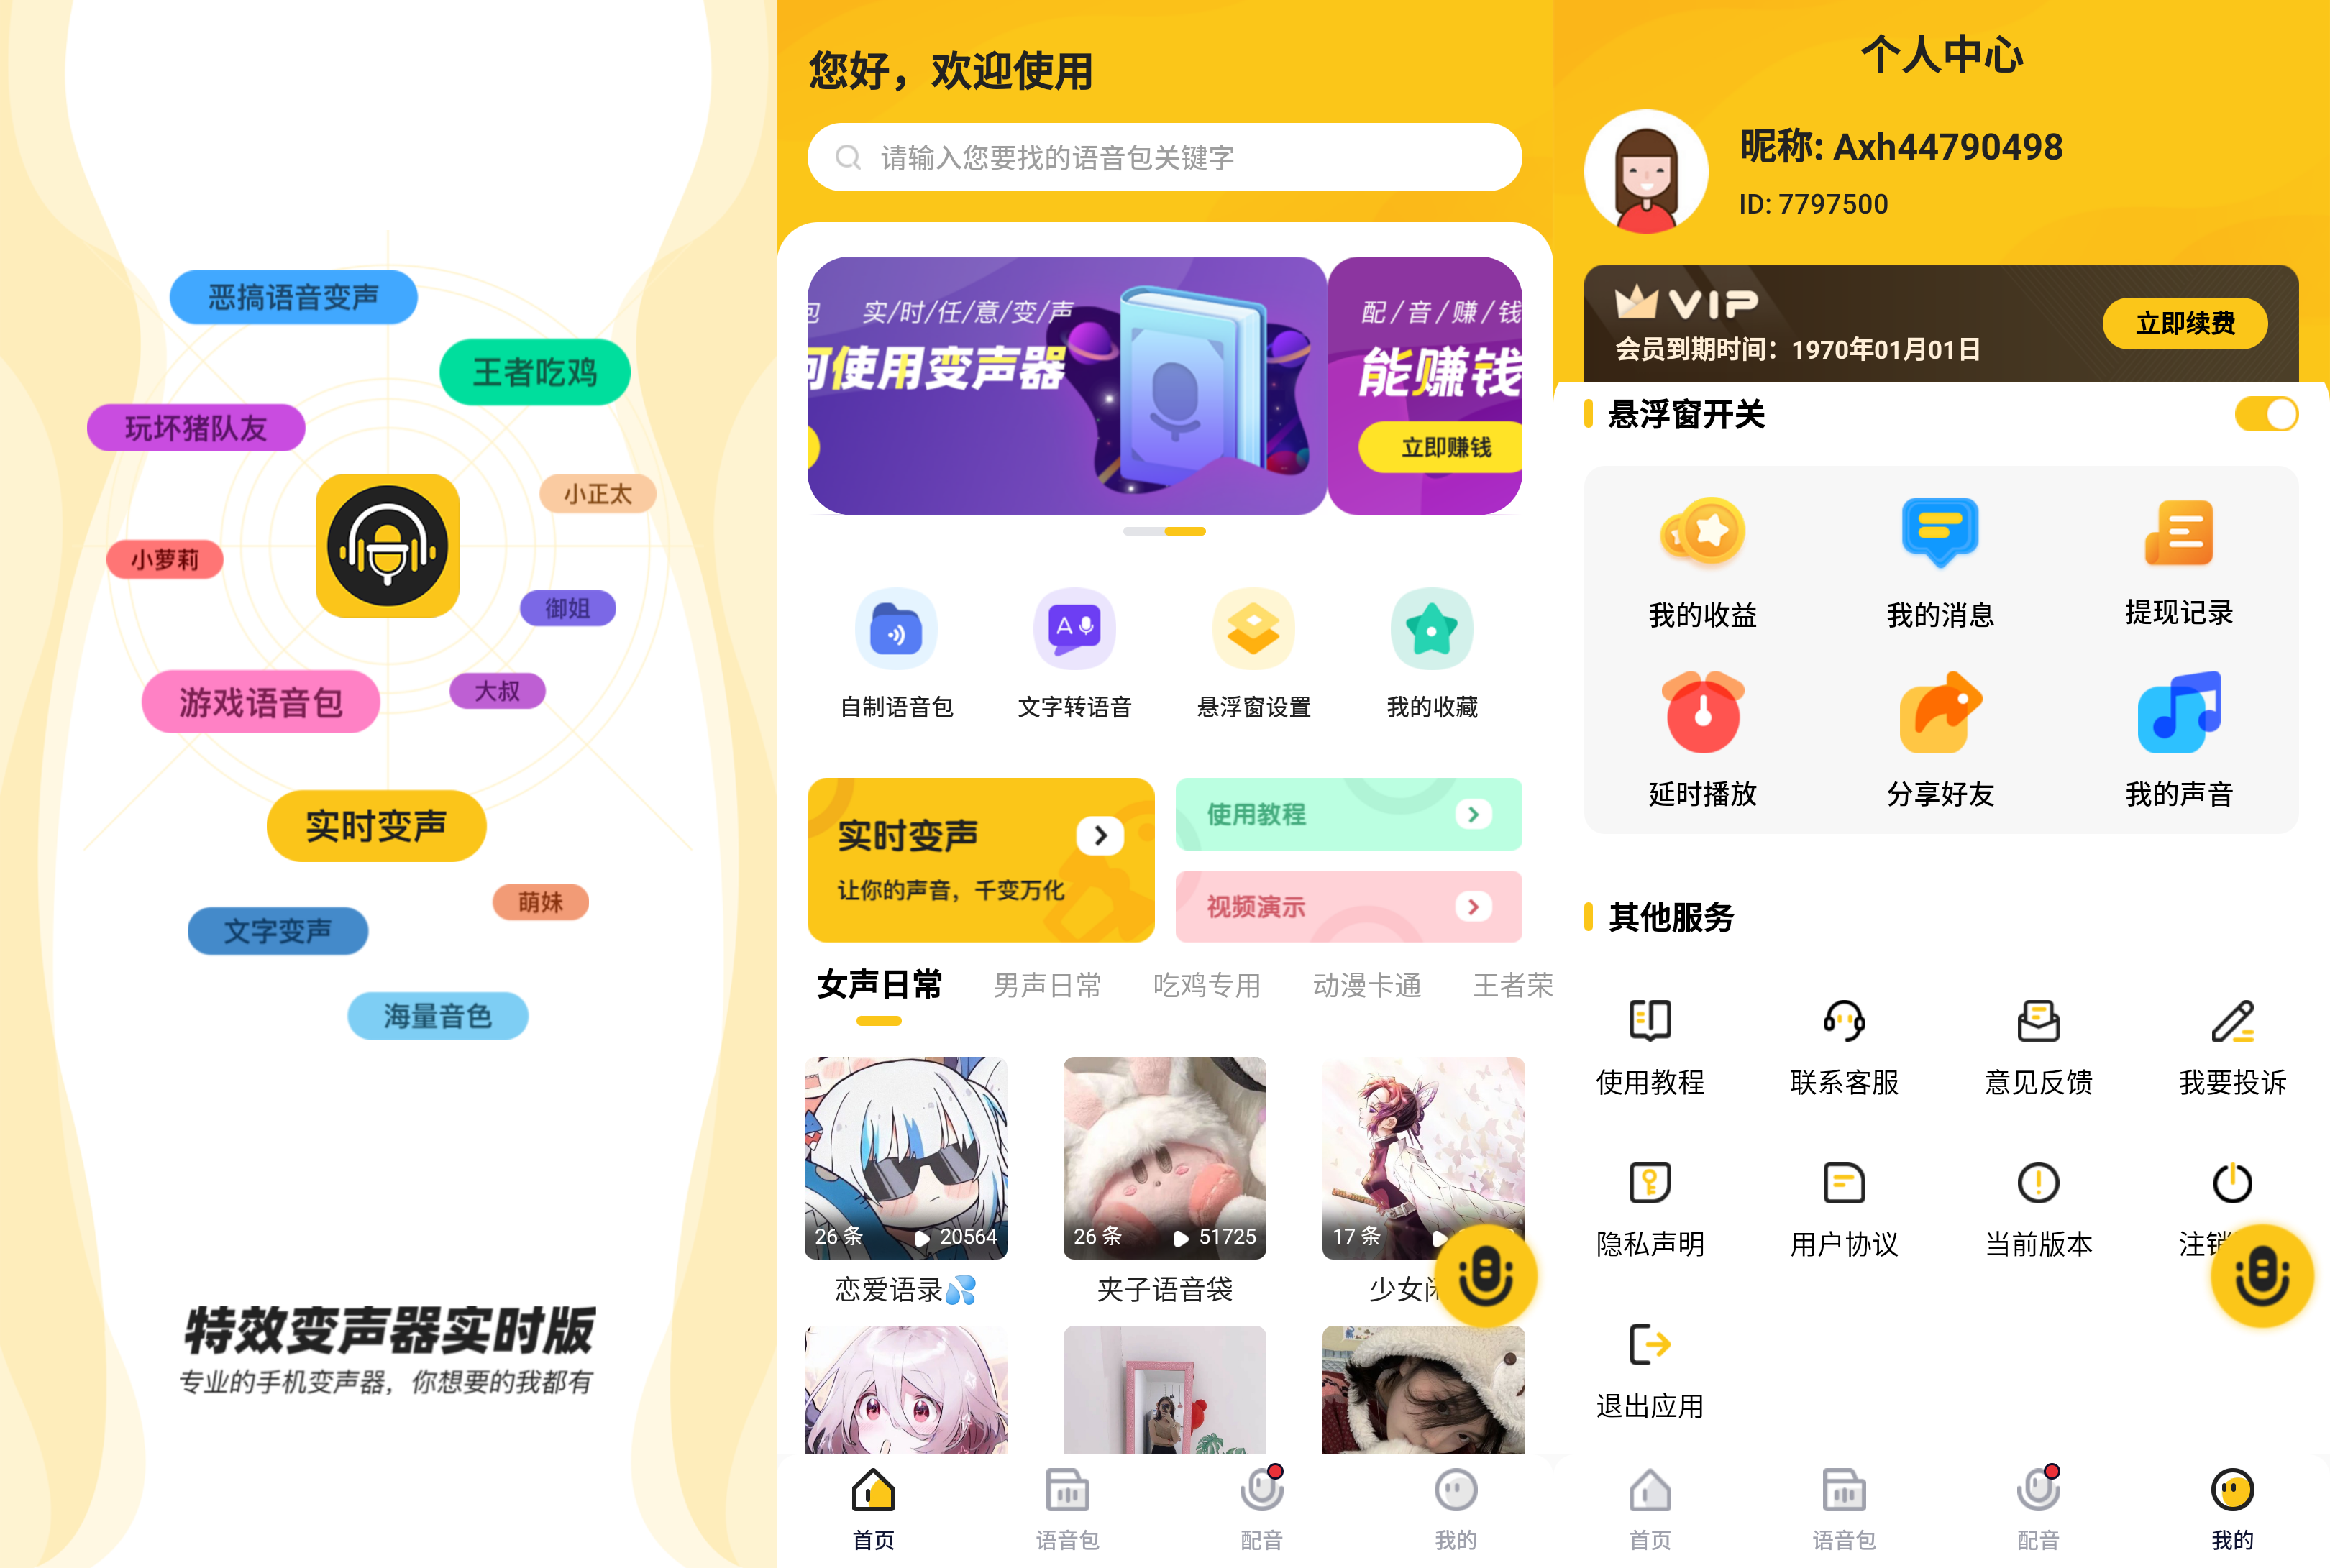 恶搞语音变声
王者吃鸡
玩坏猪队友
小正太
小萝莉
御姐
游戏语音包
大叔
实时变声
萌妹
文字变声
海量音色
特效变声器实时版
专业的手机变声器，你想要的我都有
您好，欢迎使用
请输入您要找的语音包关键字
实/时/任/意/变/声
使用变声器
配/音/赚/钱
能赚钱
立即赚钱
自制语音包
文字转语音
悬浮窗设置
我的收藏
实时变声
让你的声音，千变万化
使用教程
视频演示
女声日常
男声日常
吃鸡专用
动漫卡通
王者荣
26 条
20564
26 条
51725
17 条
恋爱语录💦
夹子语音袋
少女
首页
语音包
配音
我的
个人中心
昵称: Axh44790498
ID: 7797500
VIP
会员到期时间：1970年01月01日
立即续费
悬浮窗开关
我的收益
我的消息
提现记录
延时播放
分享好友
我的声音
其他服务
使用教程
联系客服
意见反馈
我要投诉
隐私声明
用户协议
当前版本
注销
退出应用
首页
语音包
配音
我的